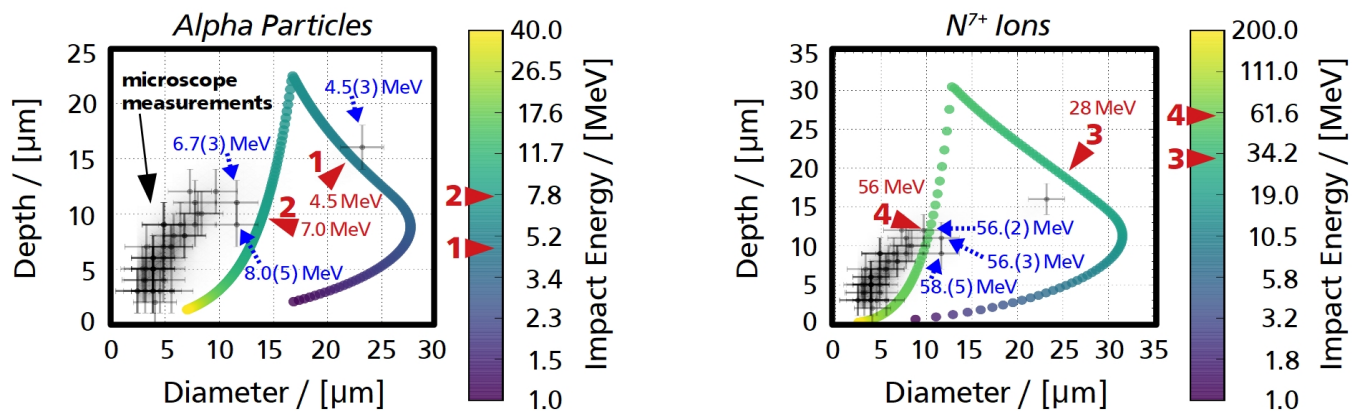 Alpha Particles
25
20
15
10
5
0
Depth / [μm]
microscope
measurements
4.5(3) MeV
6.7(3) MeV
1
4.5 MeV
2
7.0 MeV
8.0(5) MeV
0 5 10 15 20 25 30
Diameter / [μm]
40.0
26.5
17.6
11.7
7.8
5.2
3.4
2.3
1.5
1.0
2
1
Impact Energy / [MeV]
N7+ Ions
35
30
25
20
15
10
5
0
Depth / [μm]
28 MeV
3
56 MeV
4
56.(2) MeV
56.(3) MeV
58.(5) MeV
0 5 10 15 20 25 30 35
Diameter / [μm]
200.0
111.0
61.6
34.2
19.0
10.5
5.8
3.2
1.8
1.0
4
3
Impact Energy / [MeV]